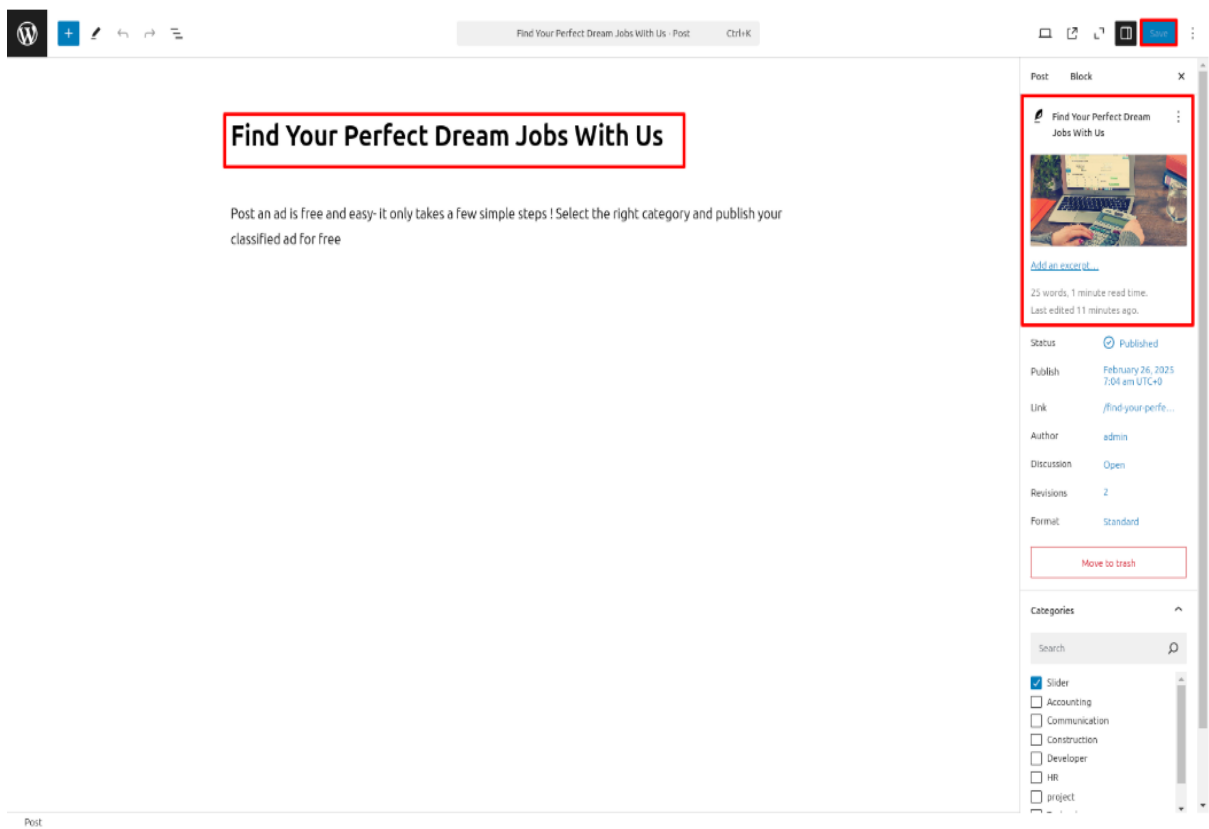 Find Your Perfect Dream Jobs With Us · Post Ctrl+K
Save
Find Your Perfect Dream Jobs With Us
Post an ad is free and easy- it only takes a few simple steps ! Select the right category and publish your
classified ad for free
Post Block
Find Your Perfect Dream
Jobs With Us
Add an excerpt...
25 words, 1 minute read time.
Last edited 11 minutes ago.
Status Published
Publish February 26, 2025
7:04 am UTC+0
Link /find-your-perfe...
Author admin
Discussion Open
Revisions 2
Format Standard
Move to trash
Categories
Search
Slider
Accounting
Communication
Construction
Developer
HR
project
Post